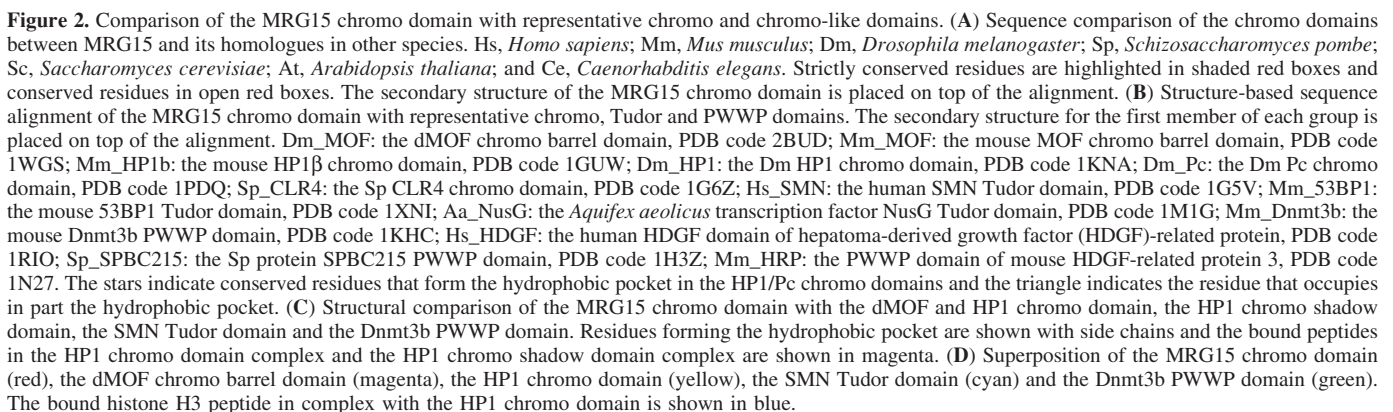 Figure 2. Comparison of the MRG15 chromo domain with representative chromo and chromo-like domains. (A) Sequence comparison of the chromo domains
between MRG15 and its homologues in other species. Hs, Homo sapiens; Mm, Mus musculus; Dm, Drosophila melanogaster; Sp, Schizosaccharomyces pombe;
Sc, Saccharomyces cerevisiae; At, Arabidopsis thaliana; and Ce, Caenorhabditis elegans. Strictly conserved residues are highlighted in shaded red boxes and
conserved residues in open red boxes. The secondary structure of the MRG15 chromo domain is placed on top of the alignment. (B) Structure-based sequence
alignment of the MRG15 chromo domain with representative chromo, Tudor and PWWP domains. The secondary structure for the first member of each group is
placed on top of the alignment. Dm_MOF: the dMOF chromo barrel domain, PDB code 2BUD; Mm_MOF: the mouse MOF chromo barrel domain, PDB code
1WGS; Mm_HP1b: the mouse HP1β chromo domain, PDB code 1GUW; Dm_HP1: the Dm HP1 chromo domain, PDB code 1KNA; Dm_Pc: the Dm Pc chromo
domain, PDB code 1PDQ; Sp_CLR4: the Sp CLR4 chromo domain, PDB code 1G6Z; Hs_SMN: the human SMN Tudor domain, PDB code 1G5V; Mm_53BP1:
the mouse 53BP1 Tudor domain, PDB code 1XNI; Aa_NusG: the Aquifex aeolicus transcription factor NusG Tudor domain, PDB code 1M1G; Mm_Dnmt3b: the
mouse Dnmt3b PWWP domain, PDB code 1KHC; Hs_HDGF: the human HDGF domain of hepatoma-derived growth factor (HDGF)-related protein, PDB code
1RIO; Sp_SPBC215: the Sp protein SPBC215 PWWP domain, PDB code 1H3Z; Mm_HRP: the PWWP domain of mouse HDGF-related protein 3, PDB code
1N27. The stars indicate conserved residues that form the hydrophobic pocket in the HP1/Pc chromo domains and the triangle indicates the residue that occupies
in part the hydrophobic pocket. (C) Structural comparison of the MRG15 chromo domain with the dMOF and HP1 chromo domain, the HP1 chromo shadow
domain, the SMN Tudor domain and the Dnmt3b PWWP domain. Residues forming the hydrophobic pocket are shown with side chains and the bound peptides
in the HP1 chromo domain complex and the HP1 chromo shadow domain complex are shown in magenta. (D) Superposition of the MRG15 chromo domain
(red), the dMOF chromo barrel domain (magenta), the HP1 chromo domain (yellow), the SMN Tudor domain (cyan) and the Dnmt3b PWWP domain (green).
The bound histone H3 peptide in complex with the HP1 chromo domain is shown in blue.